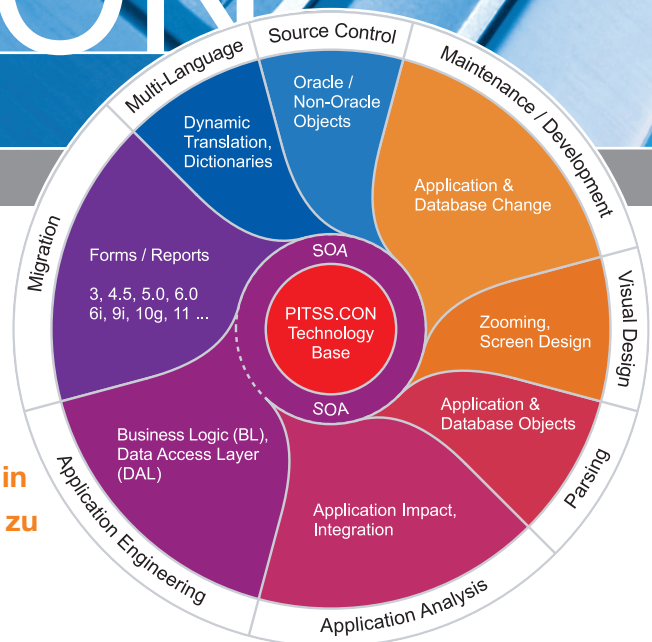 ON
Source Control
Multi-Language
Maintenance / Development
Migration
Visual Design
Parsing
Application Engineering
Application Analysis
Oracle /
Non-Oracle
Objects
Dynamic
Translation,
Dictionaries
Application &
Database Change
Forms / Reports
3, 4.5, 5.0, 6.0
6i, 9i, 10g, 11 ...
SOA
PITSS.CON
Technology
Base
SOA
Zooming,
Screen Design
Application &
Database Objects
Business Logic (BL),
Data Access Layer
(DAL)
Application Impact,
Integration
in
zu